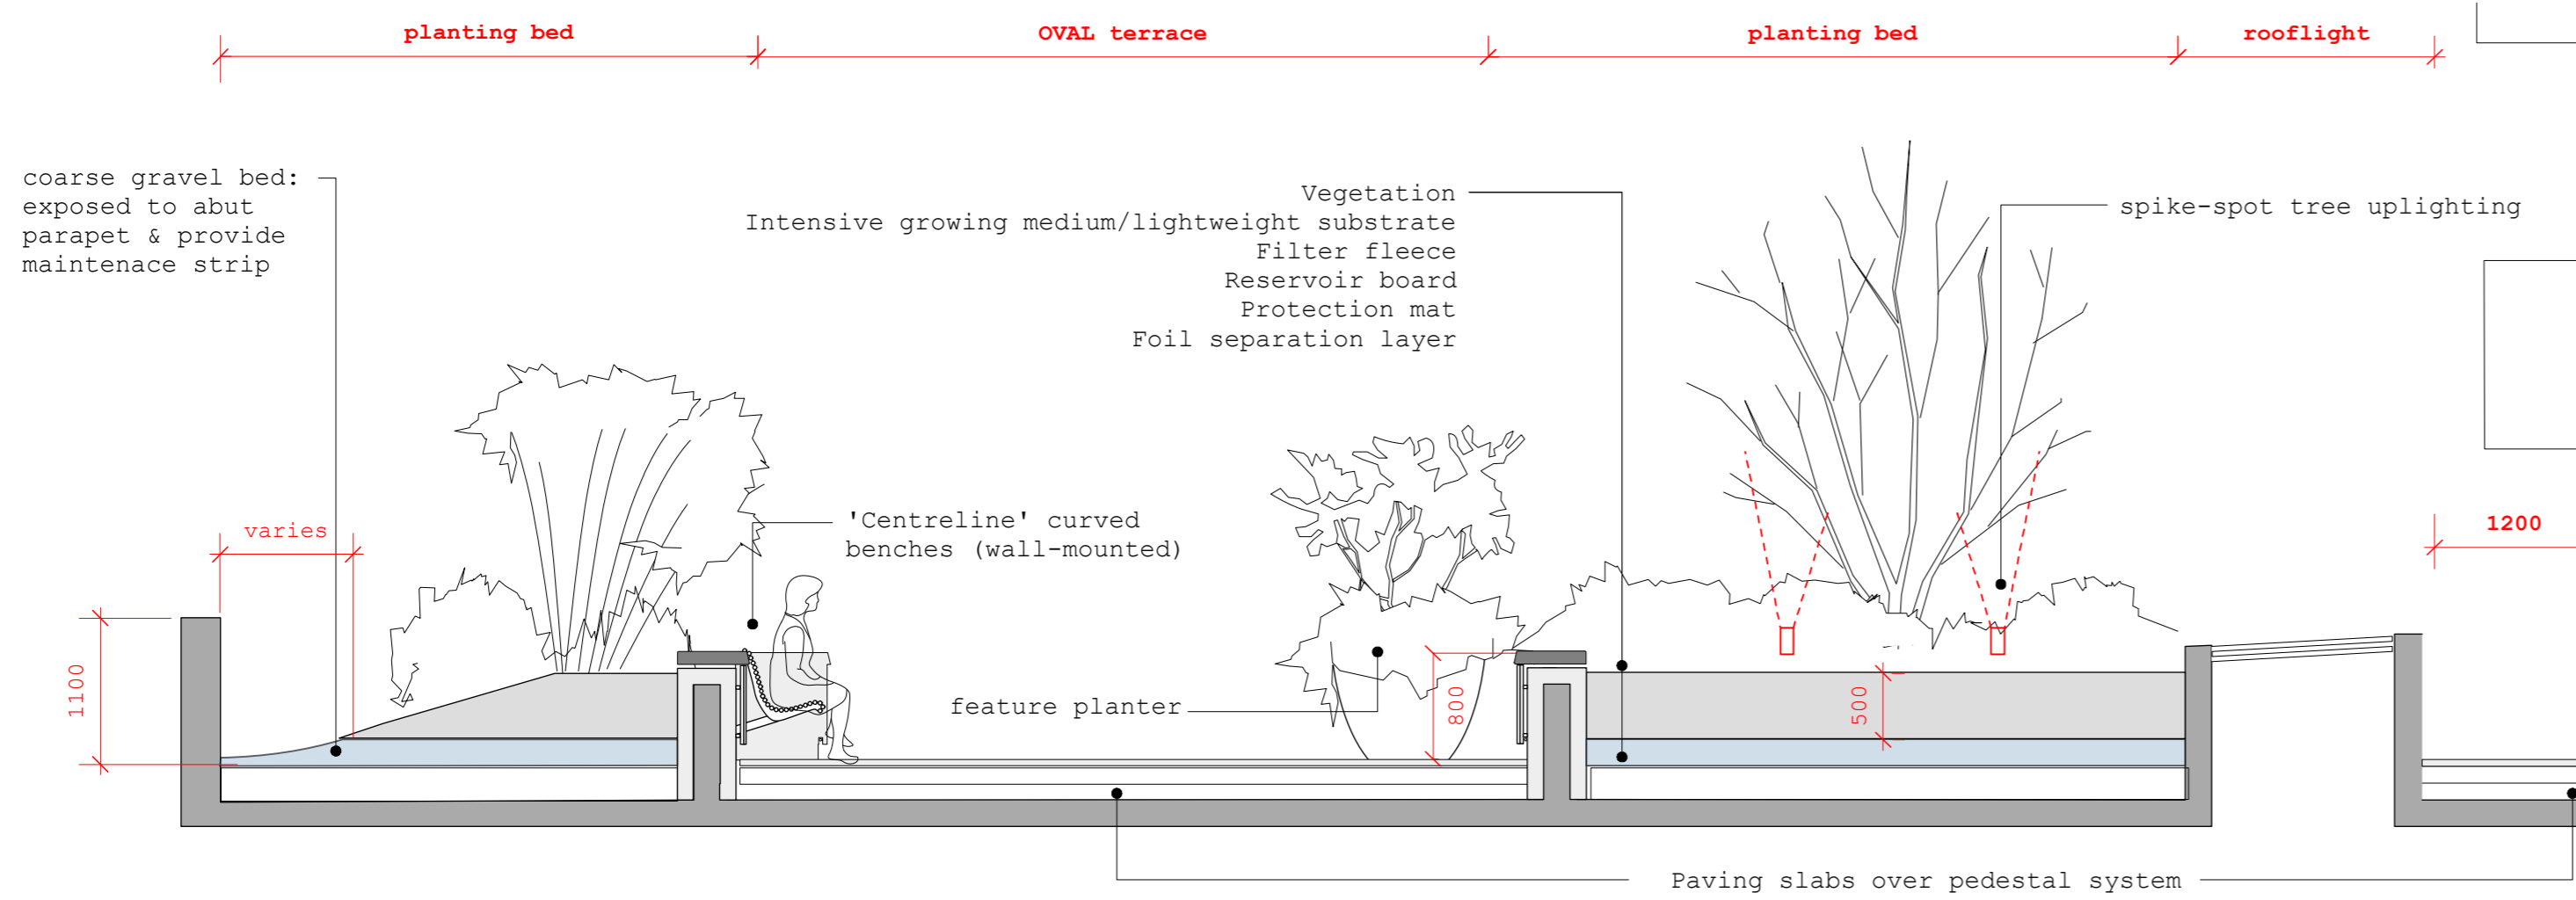 planting bed
OVAL terrace
planting bed
rooflight
coarse gravel bed:
exposed to abut
parapet & provide
maintenace strip
Vegetation
Intensive growing medium/lightweight substrate
Filter fleece
Reservoir board
Protection mat
Foil separation layer
spike-spot tree uplighting
varies
'Centreline' curved
benches (wall-mounted)
1200
1100
feature planter
800
500
Paving slabs over pedestal system